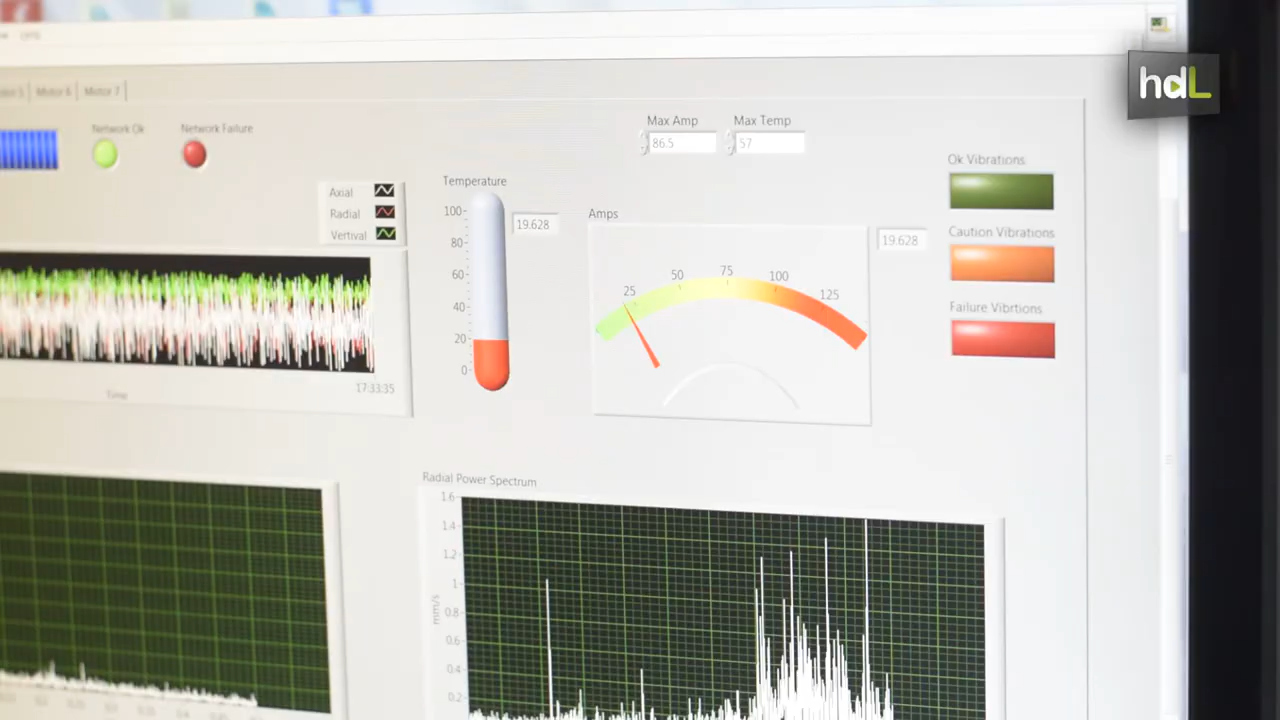 hdL
Motor 6
Motor 7
Network Ok
Network Failure
Max Amp
86.5
Max Temp
57
Axial
Radial
Vertival
17:33:35
Time
Temperature
19.628
100
80
60
40
20
0
Amps
19.628
25
50
75
100
125
Ok Vibrations
Caution Vibrations
Failure Vibrtions
Radial Power Spectrum
1.6
1.4
1.2
1
0.8
0.6
0.4
0.2
mm/s